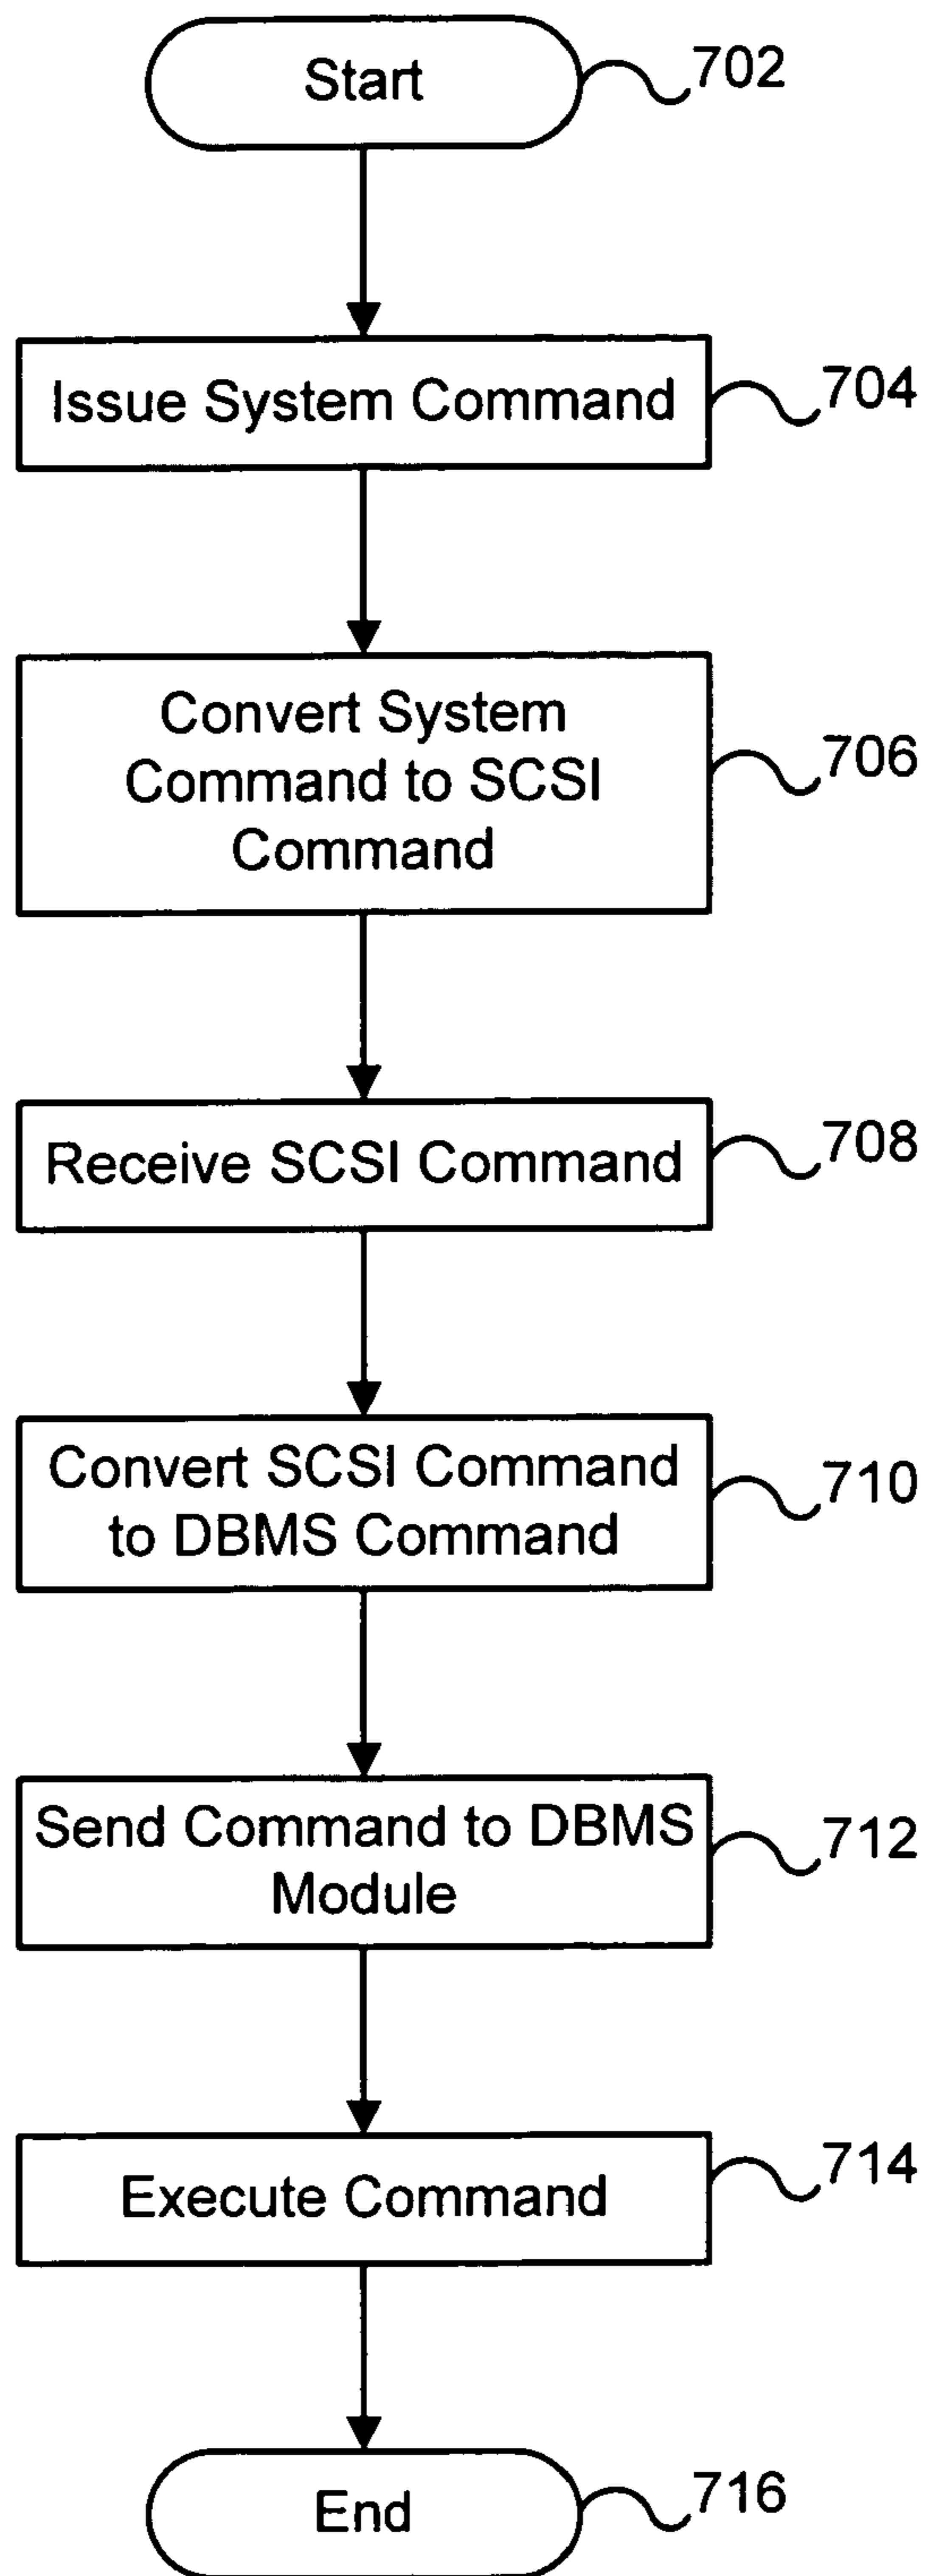 Start
702
Issue System Command
704
Convert System
Command to SCSI
Command
706
Receive SCSI Command
708
Convert SCSI Command
to DBMS Command
710
Send Command to DBMS
Module
712
Execute Command
714
End
716